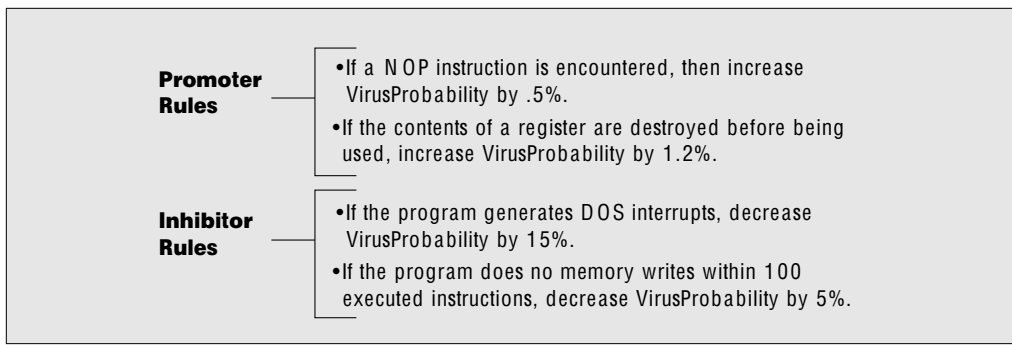 Promoter
Rules
•If a NOP instruction is encountered, then increase
VirusProbability by .5%.
•If the contents of a register are destroyed before being
used, increase VirusProbability by 1.2%.
Inhibitor
Rules
•If the program generates DOS interrupts, decrease
VirusProbability by 15%.
•If the program does no memory writes within 100
executed instructions, decrease VirusProbability by 5%.